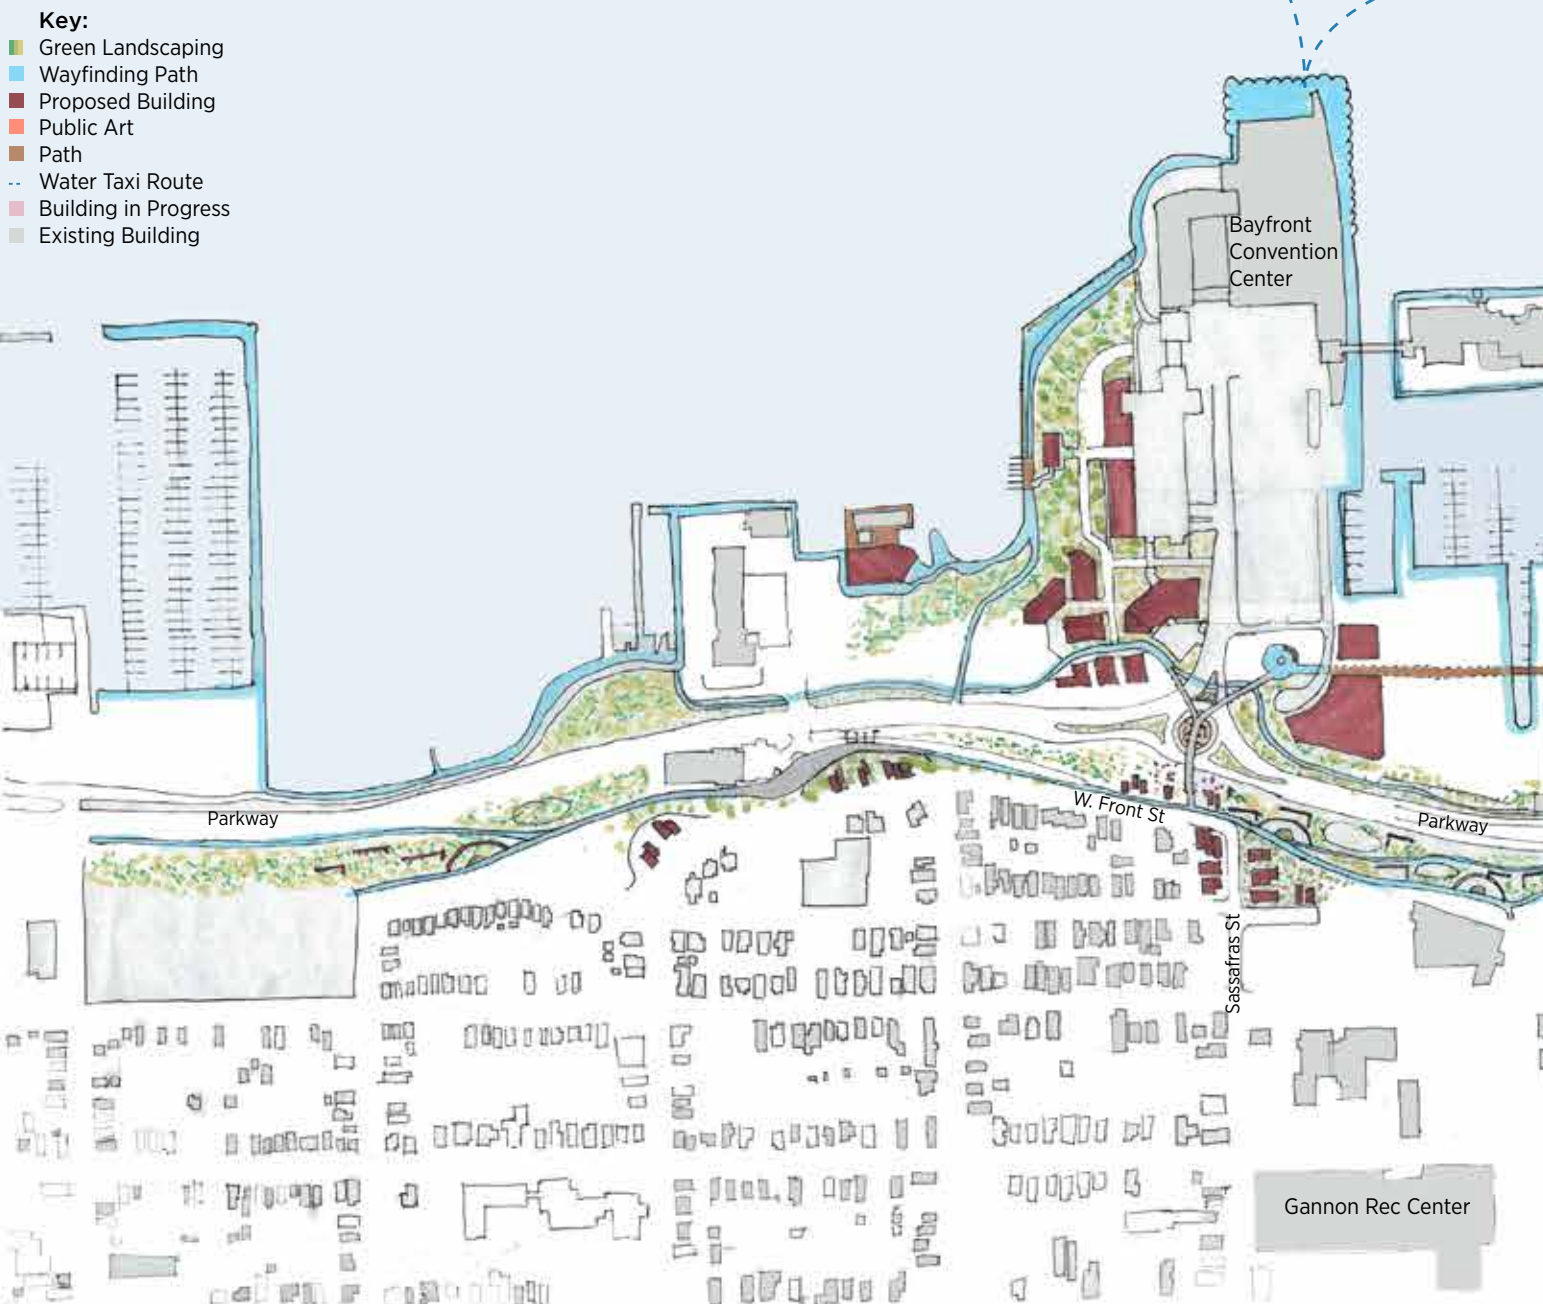 Key:
Green Landscaping
Wayfinding Path
Proposed Building
Public Art
Path
Water Taxi Route
Building in Progress
Existing Building
Bayfront
Convention
Center
Parkway
W. Front St
Parkway
Sassafras St
Gannon Rec Center